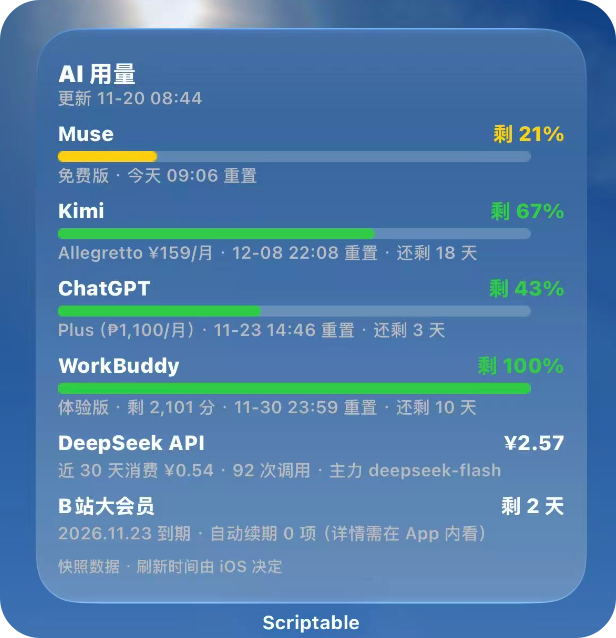 AI 用量
更新 11-20 08:44
Muse 剩 21%
免费版 · 今天 09:06 重置
Kimi 剩 67%
Allegretto ¥159/月 · 12-08 22:08 重置 · 还剩 18 天
ChatGPT 剩 43%
Plus (₱1,100/月) · 11-23 14:46 重置 · 还剩 3 天
WorkBuddy 剩 100%
体验版 · 剩 2,101 分 · 11-30 23:59 重置 · 还剩 10 天
DeepSeek API ¥2.57
近 30 天消费 ¥0.54 · 92 次调用 · 主力 deepseek-flash
B站大会员 剩 2 天
2026.11.23 到期 · 自动续期 0 项（详情需在 App 内看）
快照数据 · 刷新时间由 iOS 决定
Scriptable